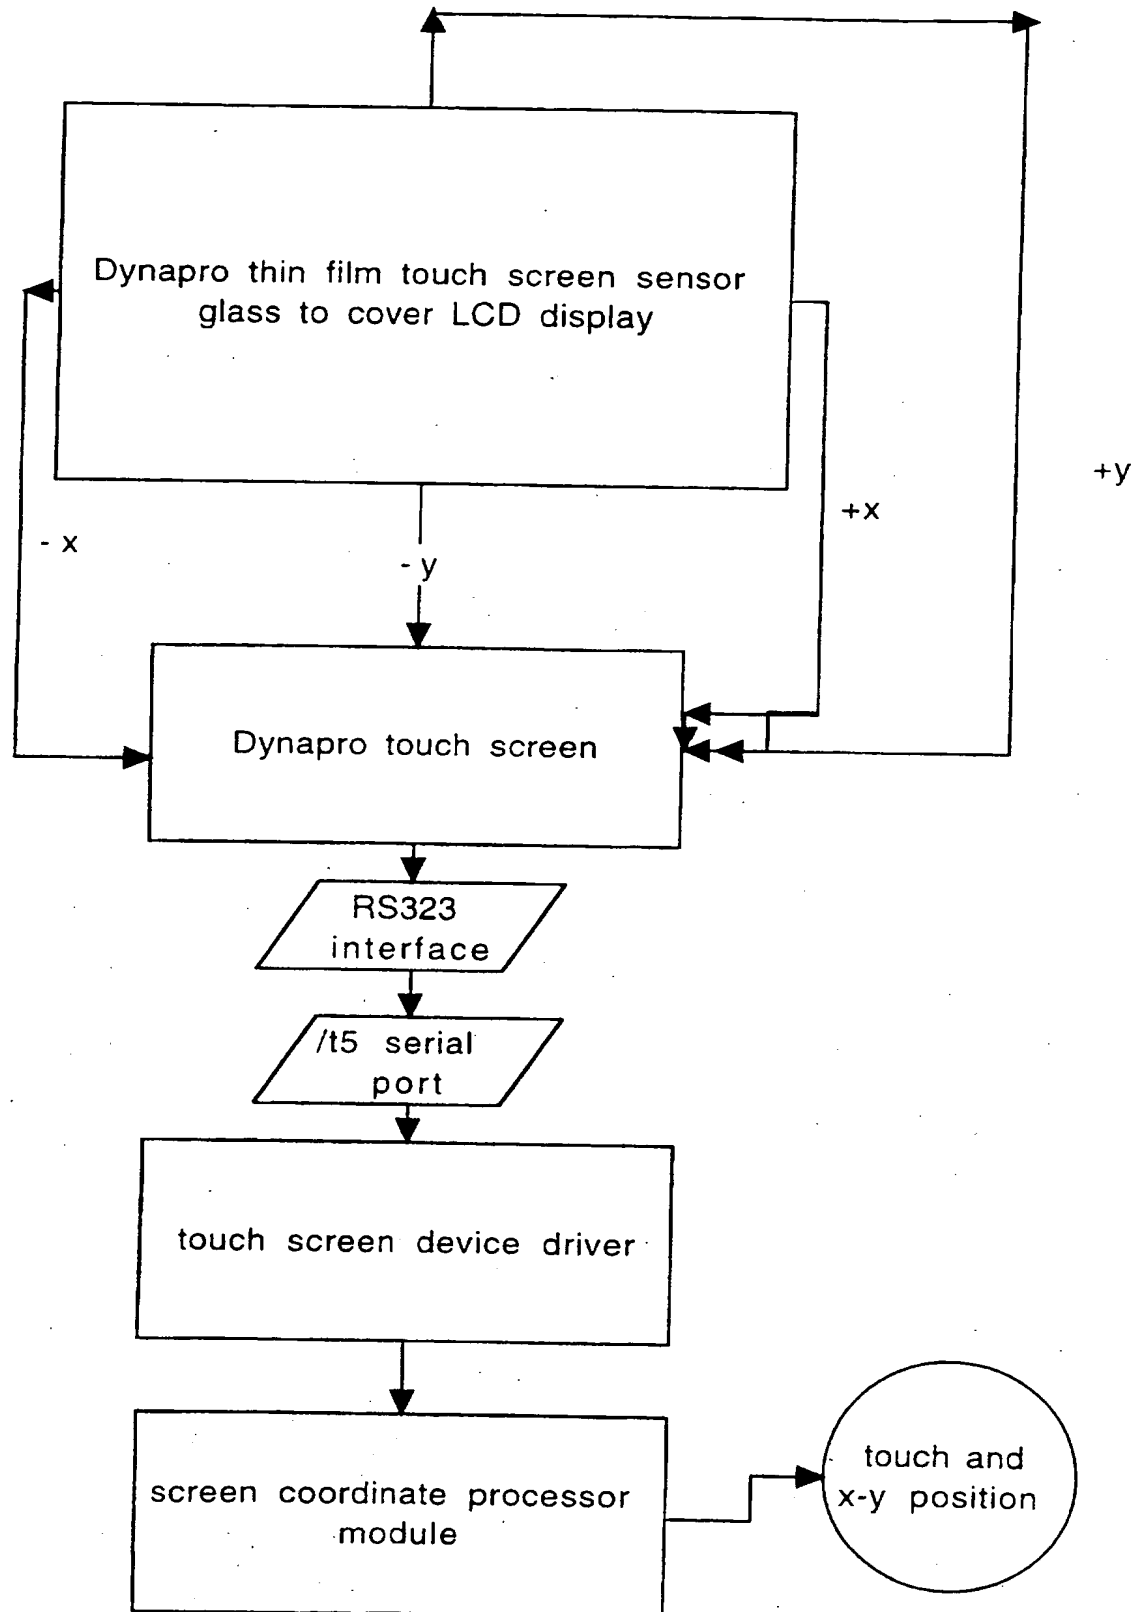 Dynapro thin film touch screen sensor
glass to cover LCD display
+y
+x
- x
- y
Dynapro touch screen
RS323
interface
/t5 serial
port
touch screen device driver
screen coordinate processor
module
touch and
x-y position